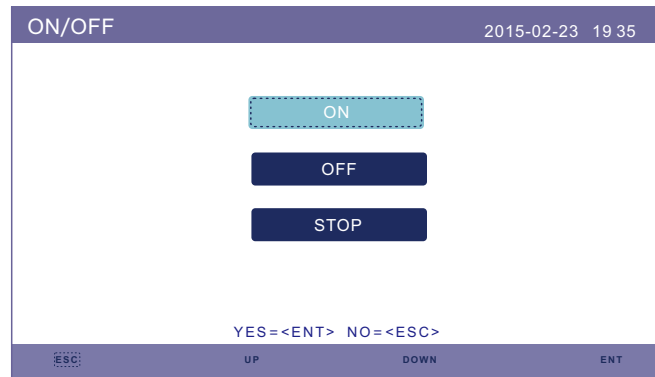 ON/OFF 2015-02-23 19 35
ON
OFF
STOP
YES=<ENT> NO=<ESC>
ESC UP DOWN ENT